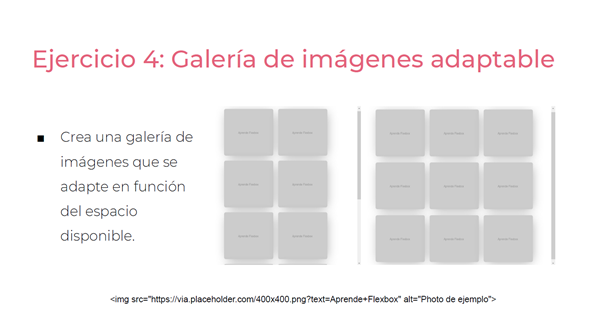 Ejercicio 4: Galería de imágenes adaptable
▪ Crea una galería de
imágenes que se
adapte en función
del espacio
disponible.
<img src="https://via.placeholder.com/400x400.png?text=Aprende+Flexbox" alt="Photo de ejemplo">